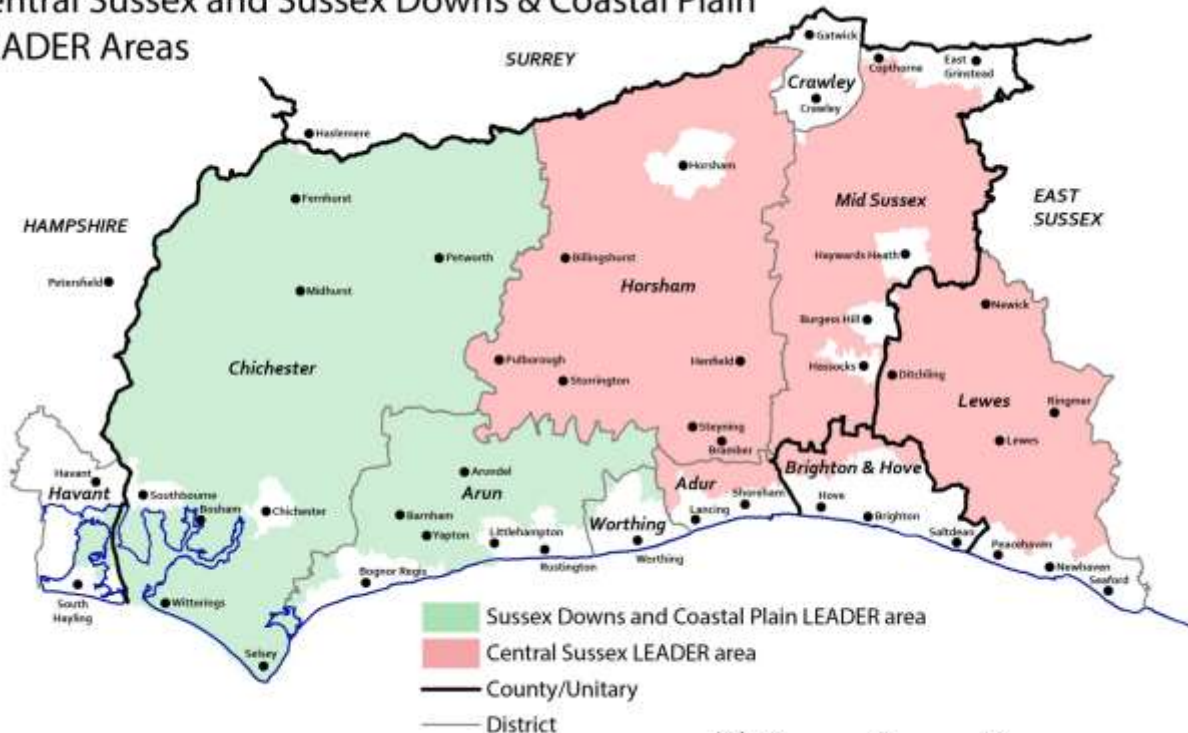 entral Sussex and Sussex Downs & Coastal Plain
EADER Areas
SURREY
Gatwick
Copthorne
East
Grinstead
Crawley
Crawley
Haslemere
Horsham
Fernhurst
Mid Sussex
EAST
SUSSEX
HAMPSHIRE
Petworth
Billingshurst
Haywards Heath
Petersfield
Midhurst
Horsham
Newick
Burgess Hill
Pulborough
Henfield
Hassocks
Chichester
Storrington
Ditchling
Lewes
Ringmer
Steyning
Lewes
Bramber
Havant
Arundel
Brighton & Hove
Havant
Southbourne
Arun
Adur
Shoreham
Hove
Bosham
Chichester
Barnham
Lancing
Brighton
Yapton
Littlehampton
Worthing
Saltdean
Peacehaven
Rustington
Worthing
Bognor Regis
Newhaven
Seaford
South
Hayling
Witterings
Selsey
Sussex Downs and Coastal Plain LEADER area
Central Sussex LEADER area
County/Unitary
District